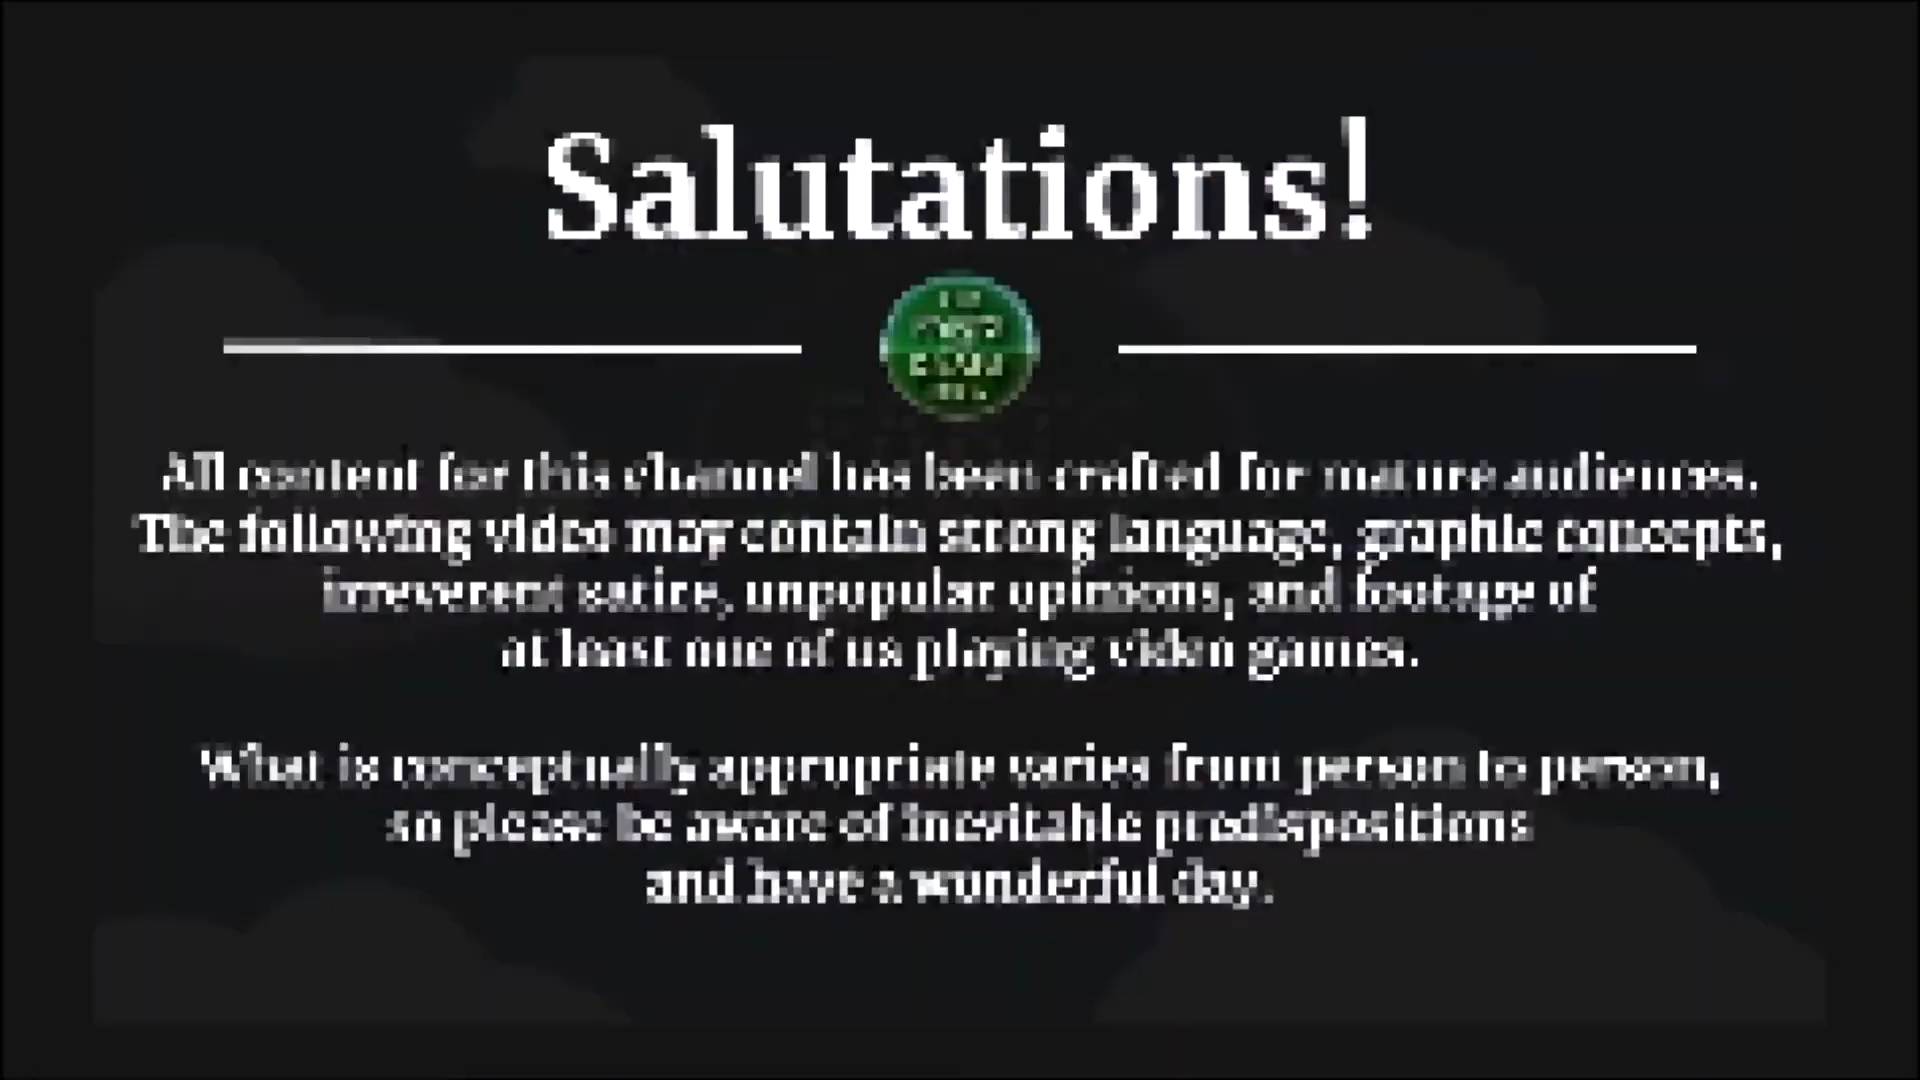 Salutations!
All content for this channel has been crafted for mature audiences.
The following video may contain strong language, graphic concepts,
irreverent satire, unpopular opinions, and footage of
at least one of us playing video games.
What is conceptually appropriate varies from person to person,
so please be aware of inevitable predispositions
and have a wonderful day.